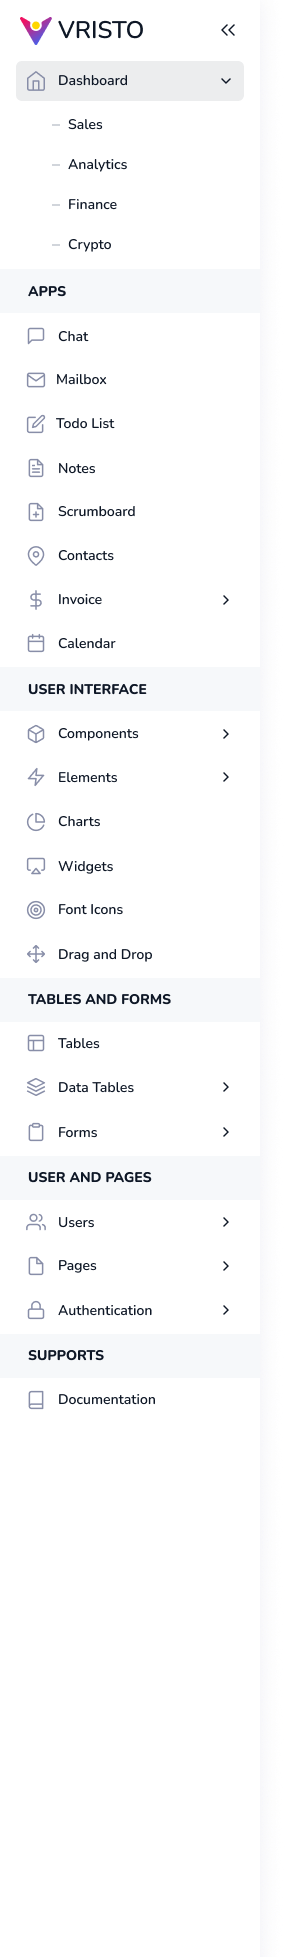 VRISTO
Dashboard
Sales
Analytics
Finance
Crypto
APPS
Chat
Mailbox
Todo List
Notes
Scrumboard
Contacts
Invoice
Calendar
USER INTERFACE
Components
Elements
Charts
Widgets
Font Icons
Drag and Drop
TABLES AND FORMS
Tables
Data Tables
Forms
USER AND PAGES
Users
Pages
Authentication
SUPPORTS
Documentation